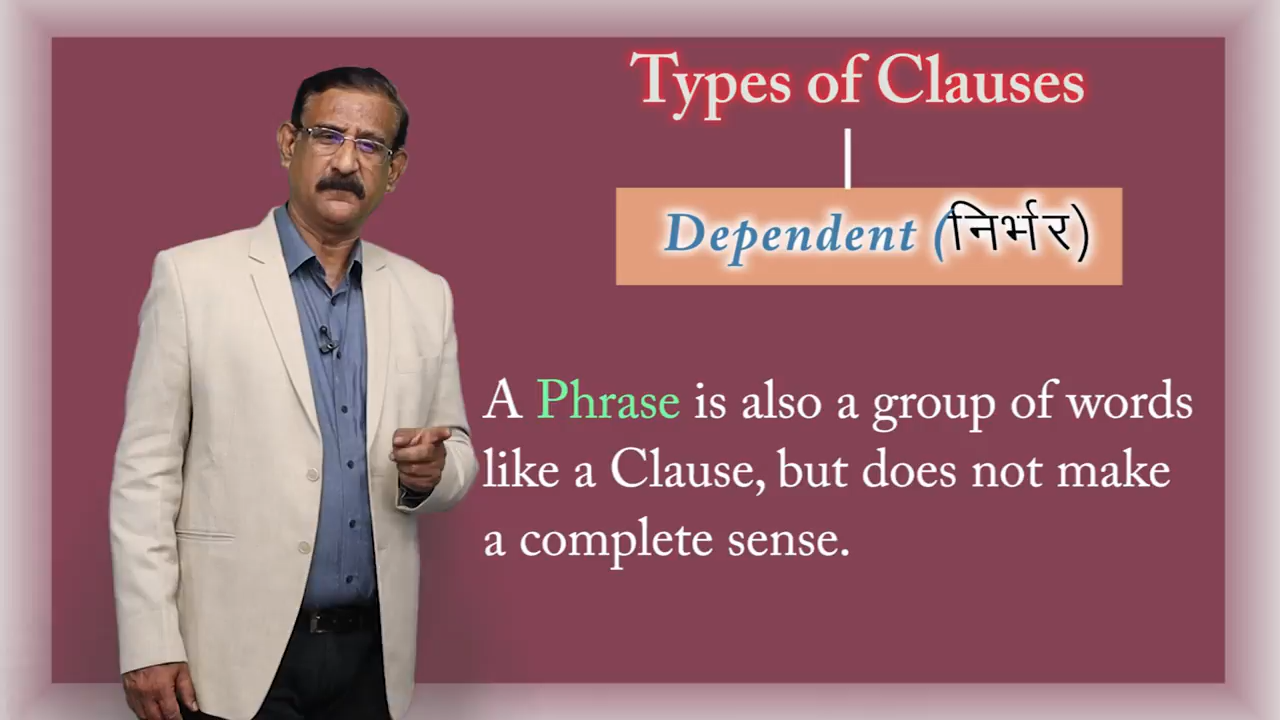 Types of Clauses
Dependent (निर्भर)
A Phrase is also a group of words
like a Clause, but does not make
a complete sense.